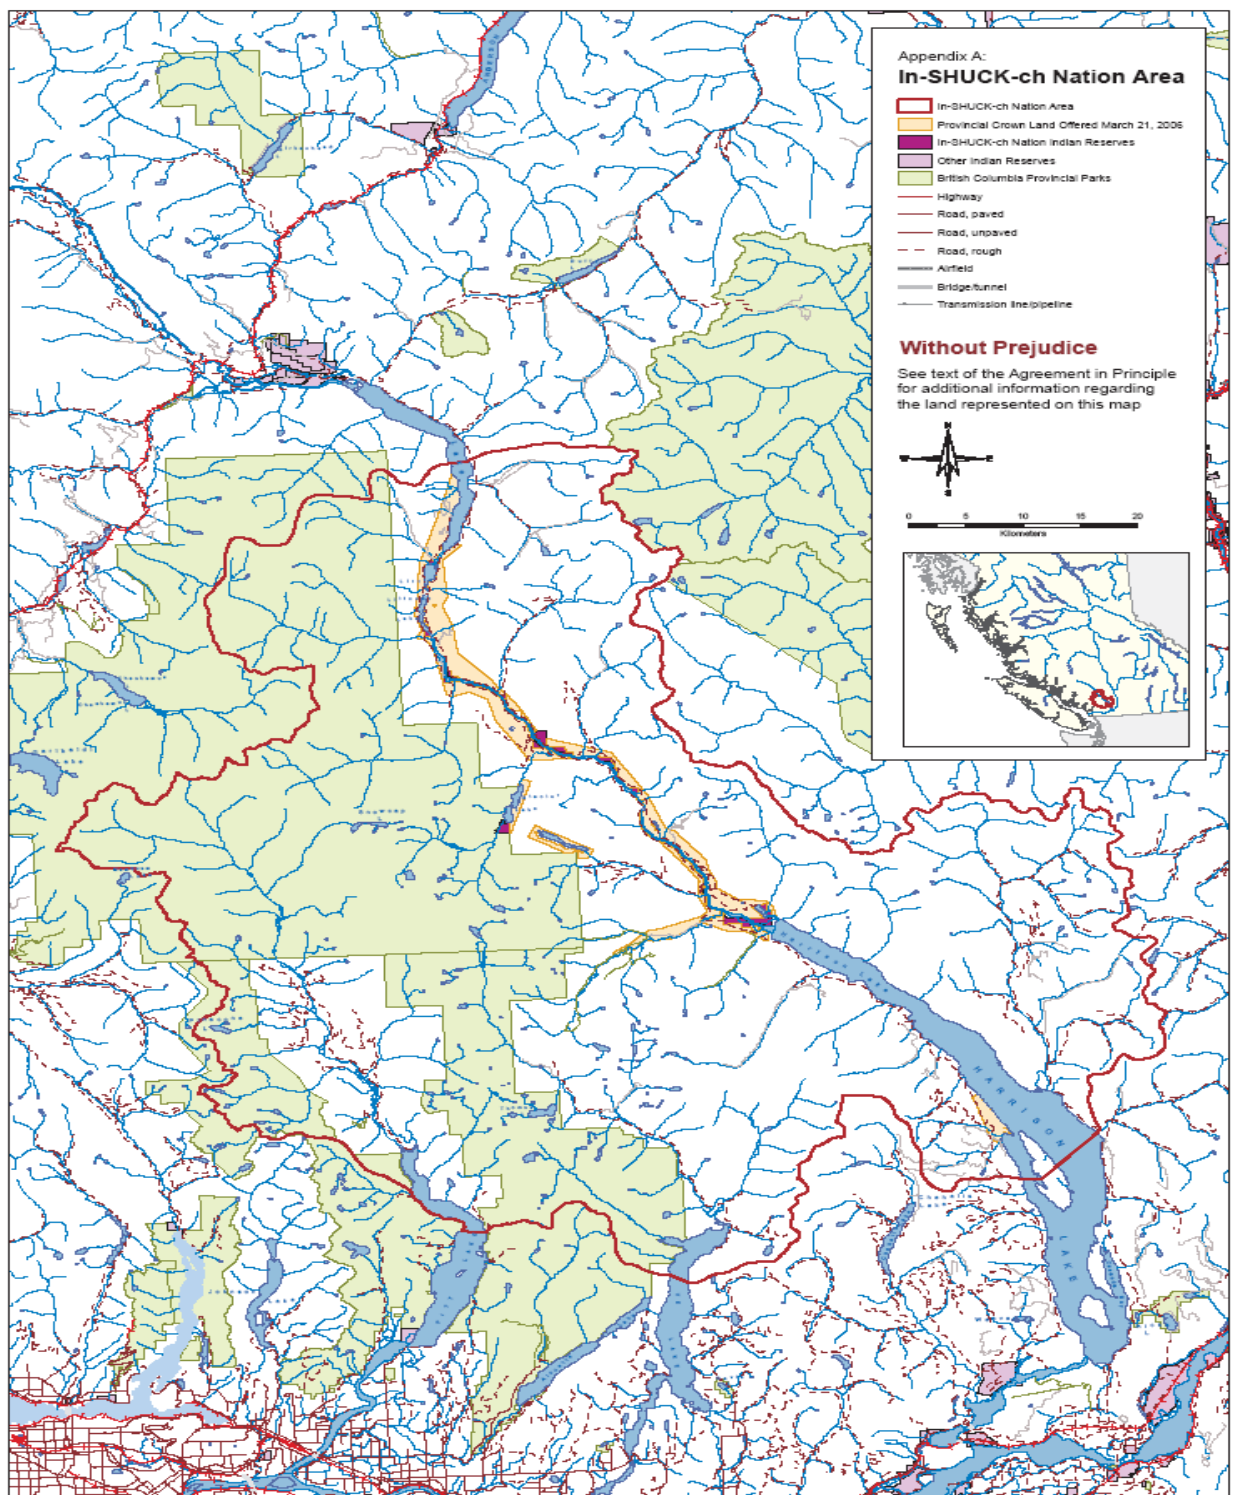 Appendix A:
In-SHUCK-ch Nation Area
In-SHUCK-ch Nation Area
Provincial Crown Land Offered March 21, 2006
In-SHUCK-ch Nation Indian Reserves
Other Indian Reserves
British Columbia Provincial Parks
Highway
Road, paved
Road, unpaved
Road, rough
Airfield
Bridge/tunnel
Transmission line/pipeline
Without Prejudice
See text of the Agreement in Principle
for additional information regarding
the land represented on this map
N
W
E
S
0 5 10 15 20
Kilometers
HARRISON
LAKE